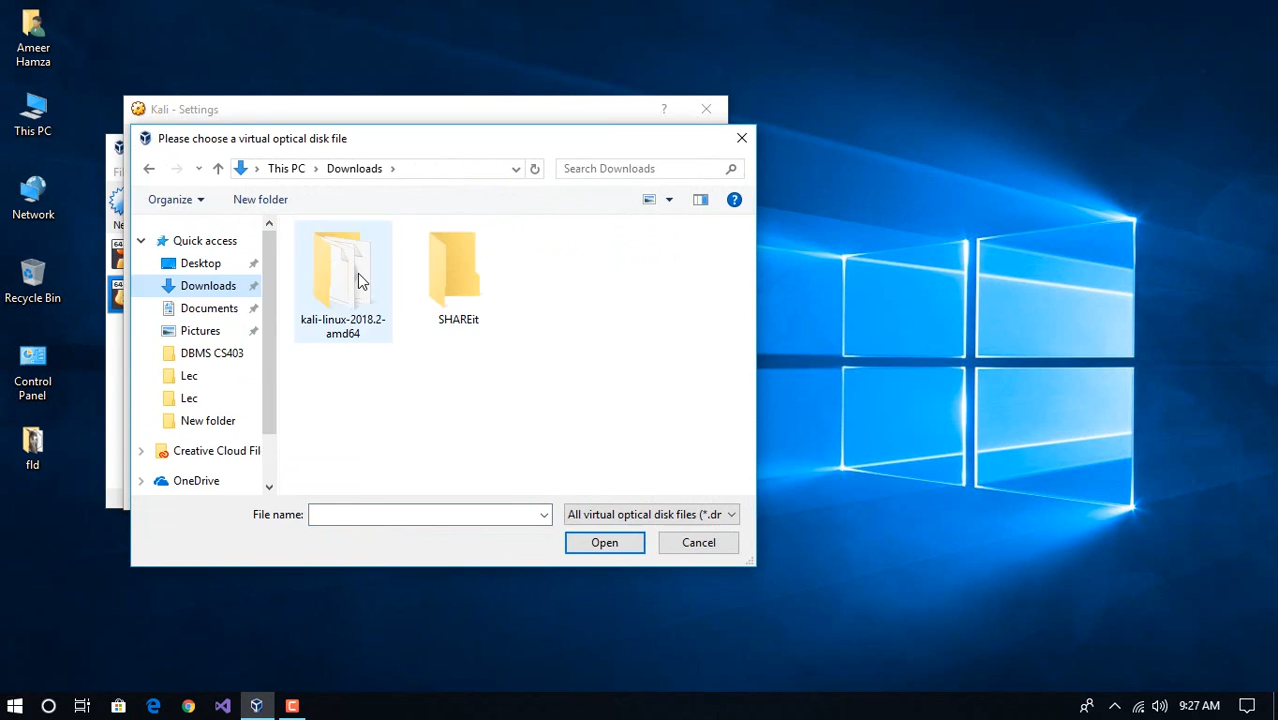 Ameer
Hamza
This PC
Network
Recycle Bin
Control
Panel
fld
Kali - Settings
?
Please choose a virtual optical disk file
This PC > Downloads >
Search Downloads
Organize
New folder
?
Quick access
Desktop
Downloads
Documents
Pictures
DBMS CS403
Lec
Lec
New folder
Creative Cloud Fil
OneDrive
kali-linux-2018.2-
amd64
SHAREit
File name:
All virtual optical disk files (*.dr
Open
Cancel
9:27 AM